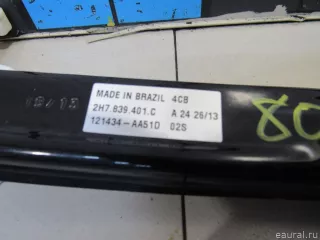 MADE IN BRAZIL 4CB
2H7.839.401.C A 24 26/13
121434-AA51D 02S
80
eaural.ru